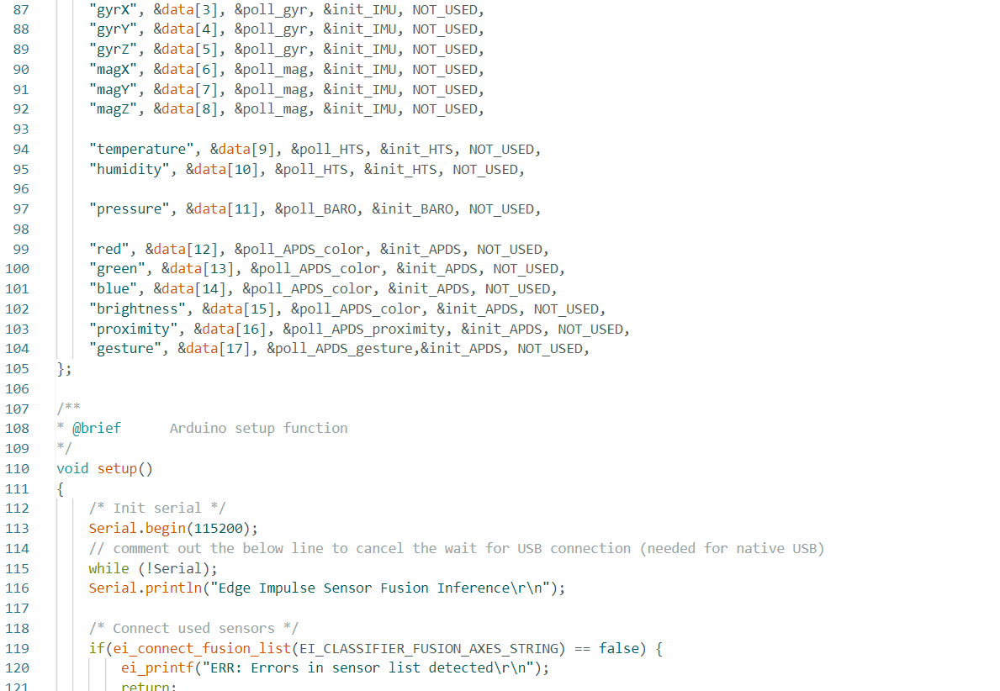 87 "gyrX", &data[3], &poll_gyr, &init_IMU, NOT_USED,
88 "gyrY", &data[4], &poll_gyr, &init_IMU, NOT_USED,
89 "gyrZ", &data[5], &poll_gyr, &init_IMU, NOT_USED,
90 "magX", &data[6], &poll_mag, &init_IMU, NOT_USED,
91 "magY", &data[7], &poll_mag, &init_IMU, NOT_USED,
92 "magZ", &data[8], &poll_mag, &init_IMU, NOT_USED,
93
94 "temperature", &data[9], &poll_HTS, &init_HTS, NOT_USED,
95 "humidity", &data[10], &poll_HTS, &init_HTS, NOT_USED,
96
97 "pressure", &data[11], &poll_BARO, &init_BARO, NOT_USED,
98
99 "red", &data[12], &poll_APDS_color, &init_APDS, NOT_USED,
100 "green", &data[13], &poll_APDS_color, &init_APDS, NOT_USED,
101 "blue", &data[14], &poll_APDS_color, &init_APDS, NOT_USED,
102 "brightness", &data[15], &poll_APDS_color, &init_APDS, NOT_USED,
103 "proximity", &data[16], &poll_APDS_proximity, &init_APDS, NOT_USED,
104 "gesture", &data[17], &poll_APDS_gesture,&init_APDS, NOT_USED,
105 };
106
107 /**
108 * @brief Arduino setup function
109 */
110 void setup()
111 {
112 /* Init serial */
113 Serial.begin(115200);
114 // comment out the below line to cancel the wait for USB connection (needed for native USB)
115 while (!Serial);
116 Serial.println("Edge Impulse Sensor Fusion Inference\r\n");
117
118 /* Connect used sensors */
119 if(ei_connect_fusion_list(EI_CLASSIFIER_FUSION_AXES_STRING) == false) {
120 ei_printf("ERR: Errors in sensor list detected\r\n");
121 return;